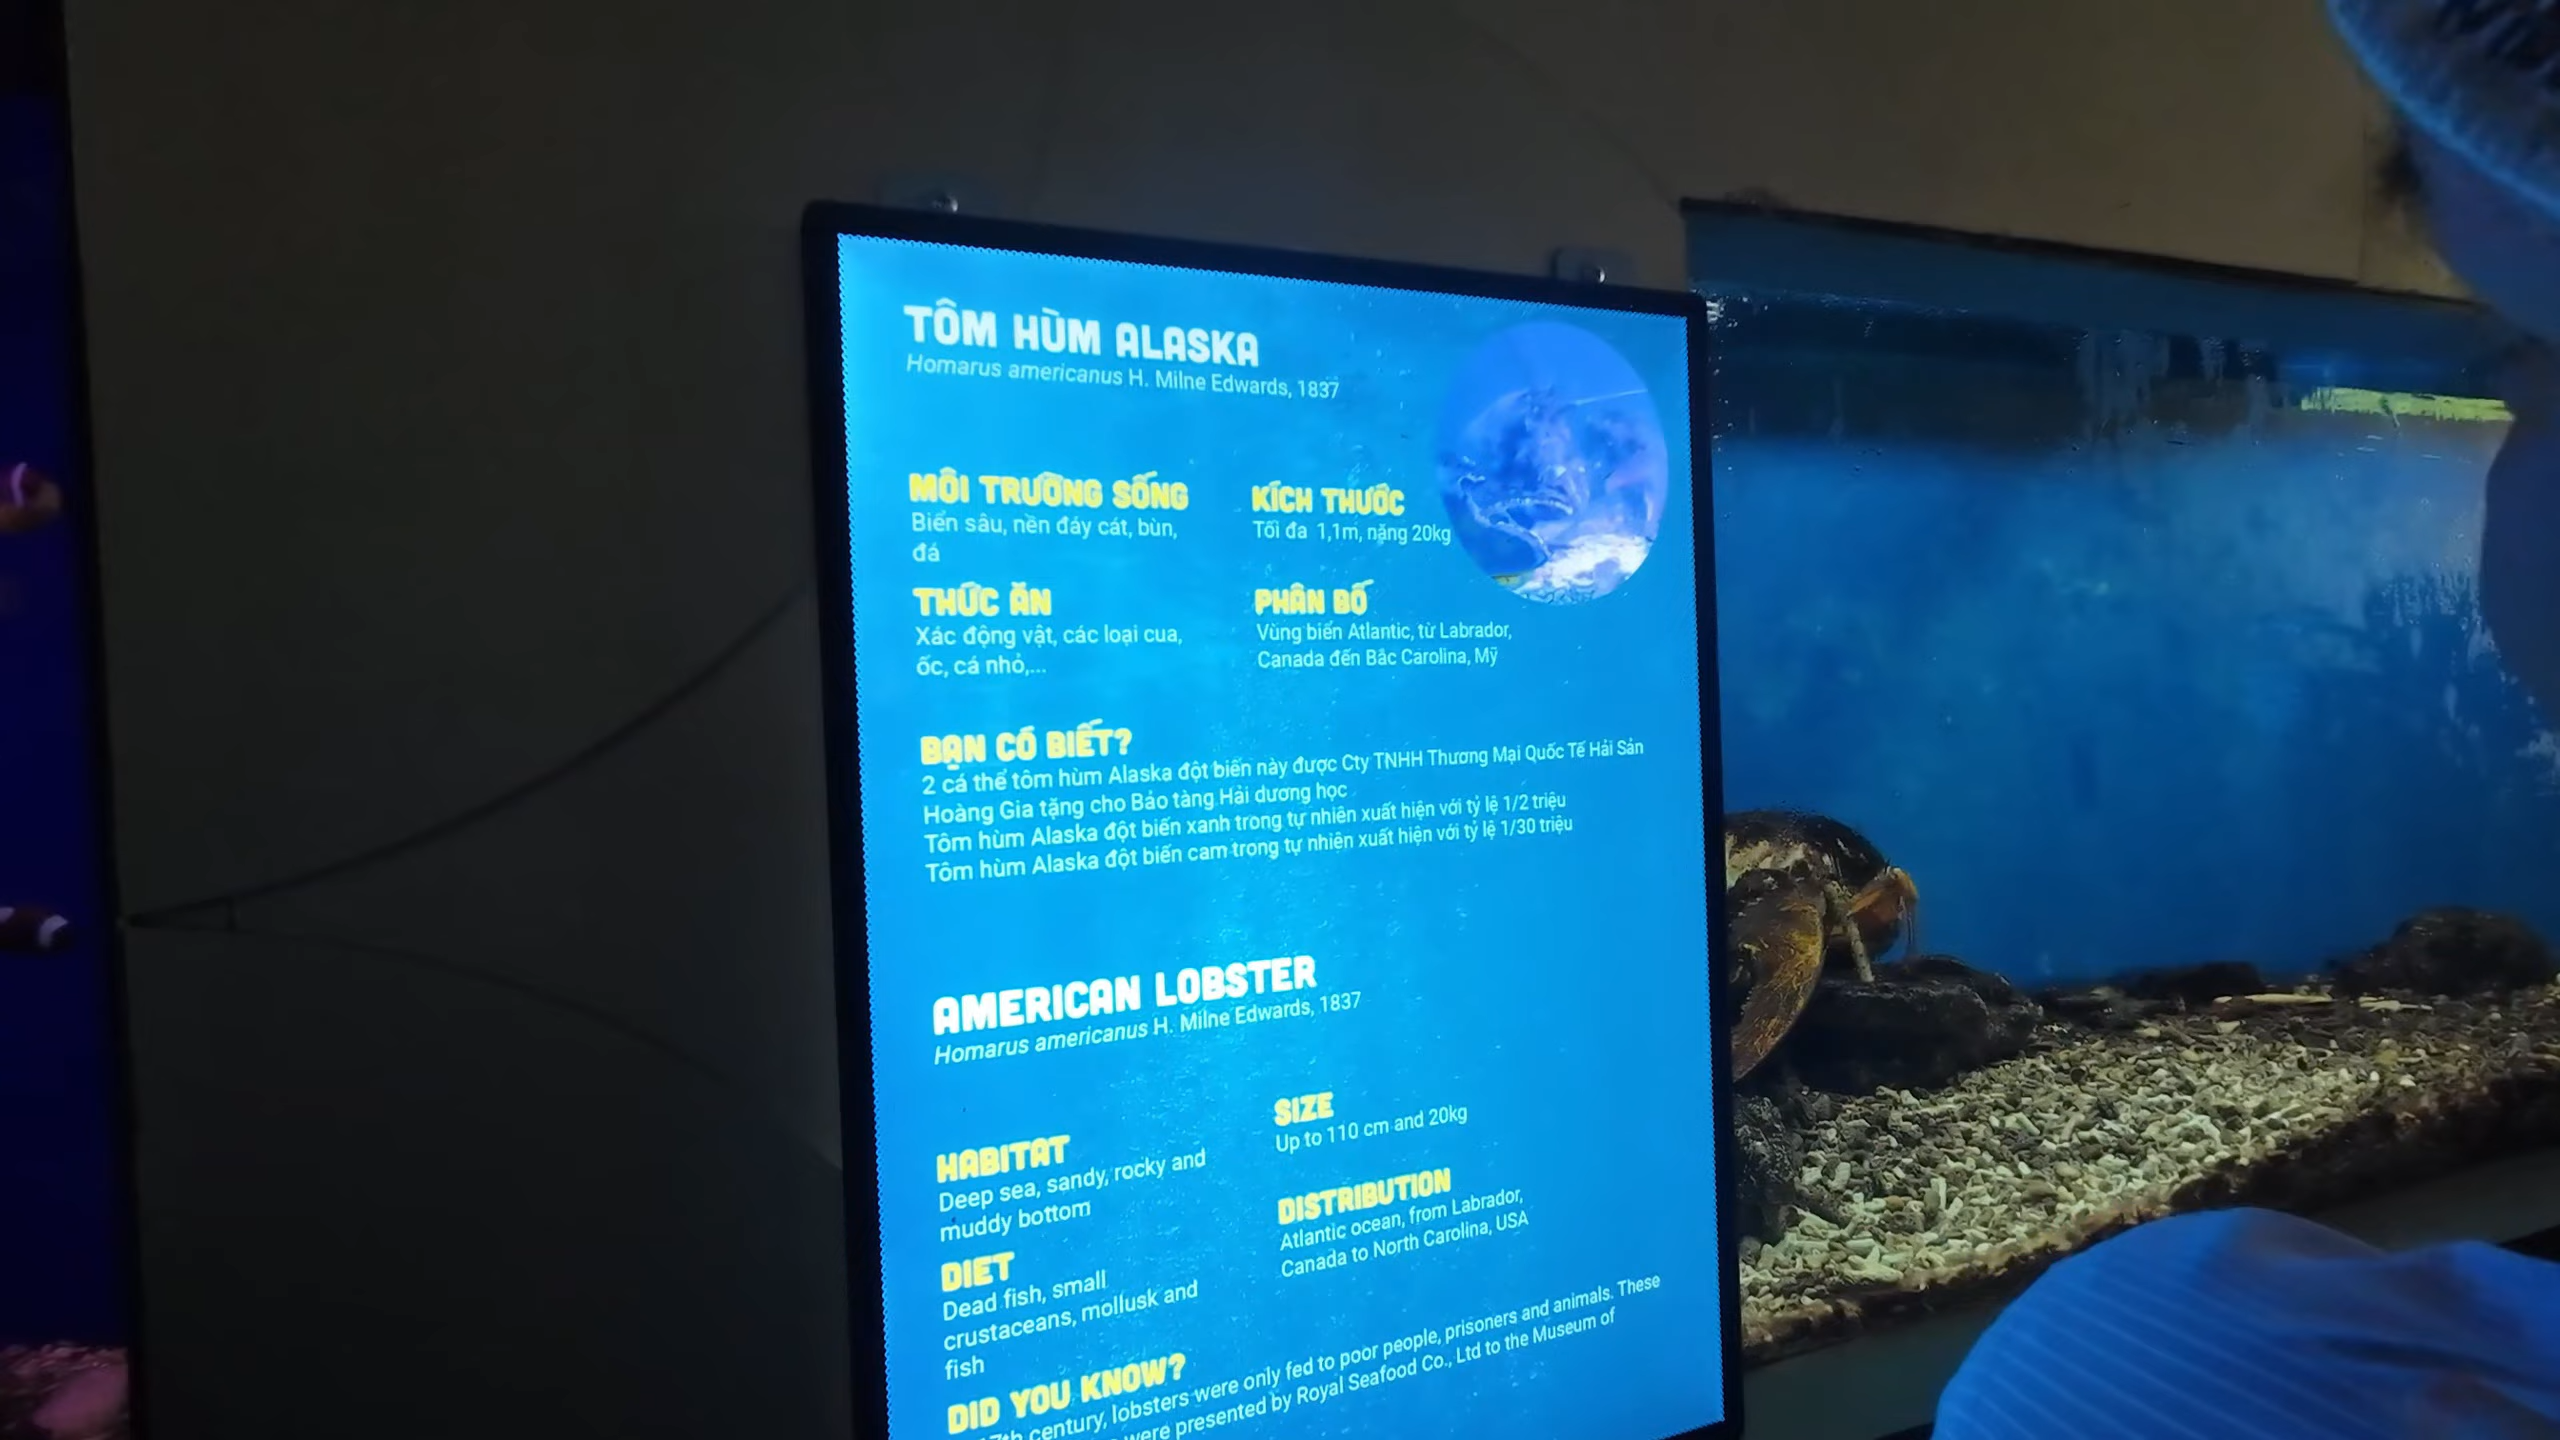 TÔM HÙM ALASKA
Homarus americanus H. Milne Edwards, 1837
MÔI TRƯỜNG SỐNG
Biển sâu, nền đáy cát, bùn,
đá
KÍCH THƯỚC
Tối đa 1,1m, nặng 20kg
THỨC ĂN
Xác động vật, các loại cua,
ốc, cá nhỏ,...
PHÂN BỐ
Vùng biển Atlantic, từ Labrador,
Canada đến Bắc Carolina, Mỹ
BẠN CÓ BIẾT?
2 cá thể tôm hùm Alaska đột biến này được Cty TNHH Thương Mại Quốc Tế Hải Sản
Hoàng Gia tặng cho Bảo tàng Hải dương học
Tôm hùm Alaska đột biến xanh trong tự nhiên xuất hiện với tỷ lệ 1/2 triệu
Tôm hùm Alaska đột biến cam trong tự nhiên xuất hiện với tỷ lệ 1/30 triệu
AMERICAN LOBSTER
Homarus americanus H. Milne Edwards, 1837
HABITAT
Deep sea, sandy, rocky and
muddy bottom
SIZE
Up to 110 cm and 20kg
DIET
Dead fish, small
crustaceans, mollusk and
fish
DISTRIBUTION
Atlantic ocean, from Labrador,
Canada to North Carolina, USA
DID YOU KNOW?
century, lobsters were only fed to poor people, prisoners and animals. These
were presented by Royal Seafood Co., Ltd to the Museum of